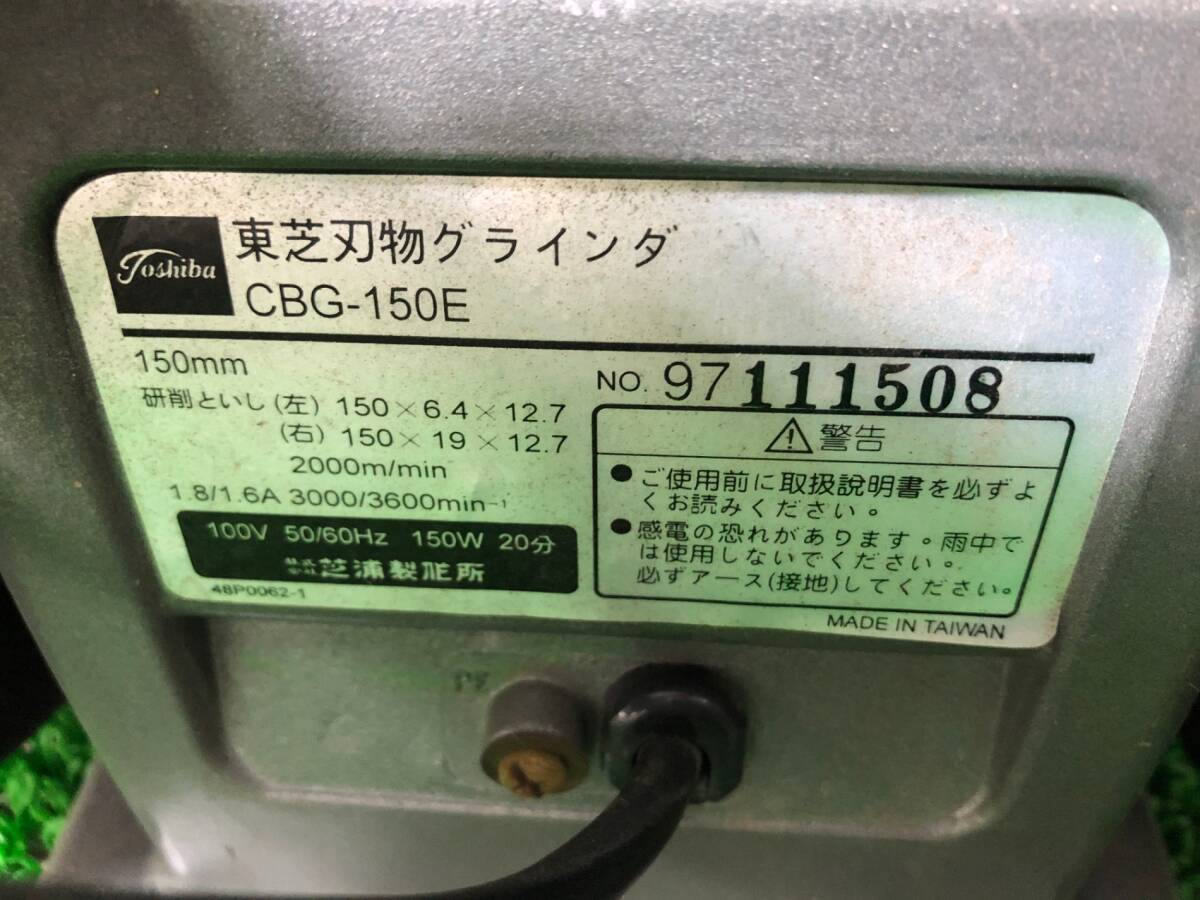 Toshiba
東芝刃物グラインダ
CBG-150E
150mm
研削といし(左) 150×6.4×12.7
(右) 150×19×12.7
2000m/min
1.8/1.6A 3000/3600min-1
100V 50/60Hz 150W 20分
株式会社 芝浦製作所
48P0062-1
NO. 97111508
⚠警告
●ご使用前に取扱説明書を必ずよ
くお読みください。
●感電の恐れがあります。雨中で
は使用しないでください。
必ずアース(接地)してください。
MADE IN TAIWAN